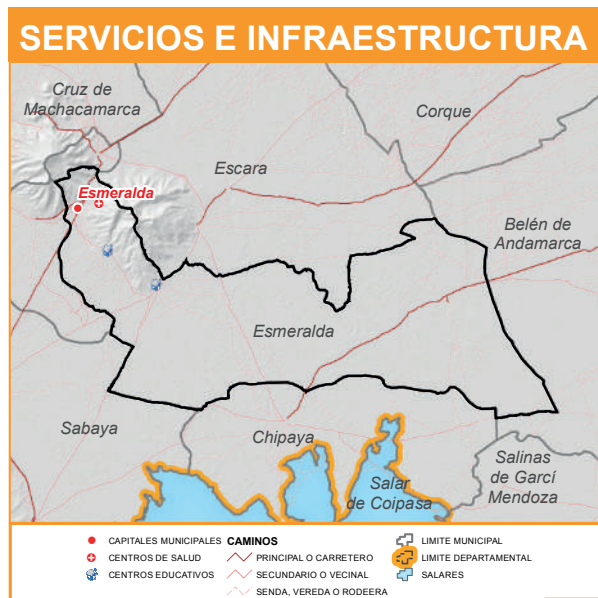 SERVICIOS E INFRAESTRUCTURA
Cruz de
Machacamarca
Corque
Escara
Esmeralda
Belén de
Andamarca
Esmeralda
Sabaya
Chipaya
Salar
de Coipasa
Salinas
de Garcí
Mendoza
CAPITALES MUNICIPALES
CENTROS DE SALUD
CENTROS EDUCATIVOS
CAMINOS
PRINCIPAL O CARRETERO
SECUNDARIO O VECINAL
SENDA, VEREDA O RODEERA
LIMITE MUNICIPAL
LIMITE DEPARTAMENTAL
SALARES